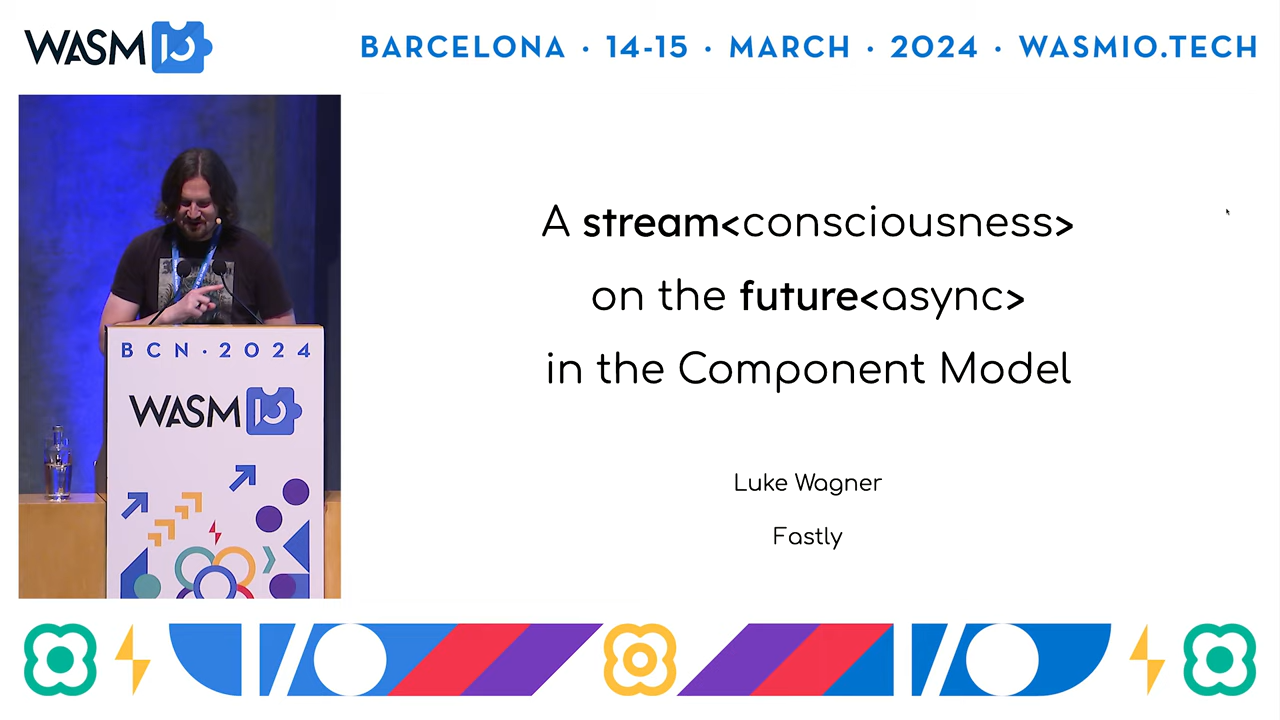 WASM IO
BARCELONA · 14-15 · MARCH · 2024 · WASMIO.TECH
A stream<consciousness>
on the future<async>
in the Component Model
Luke Wagner
Fastly
BCN·2024
WASM IO
I/O
I/O